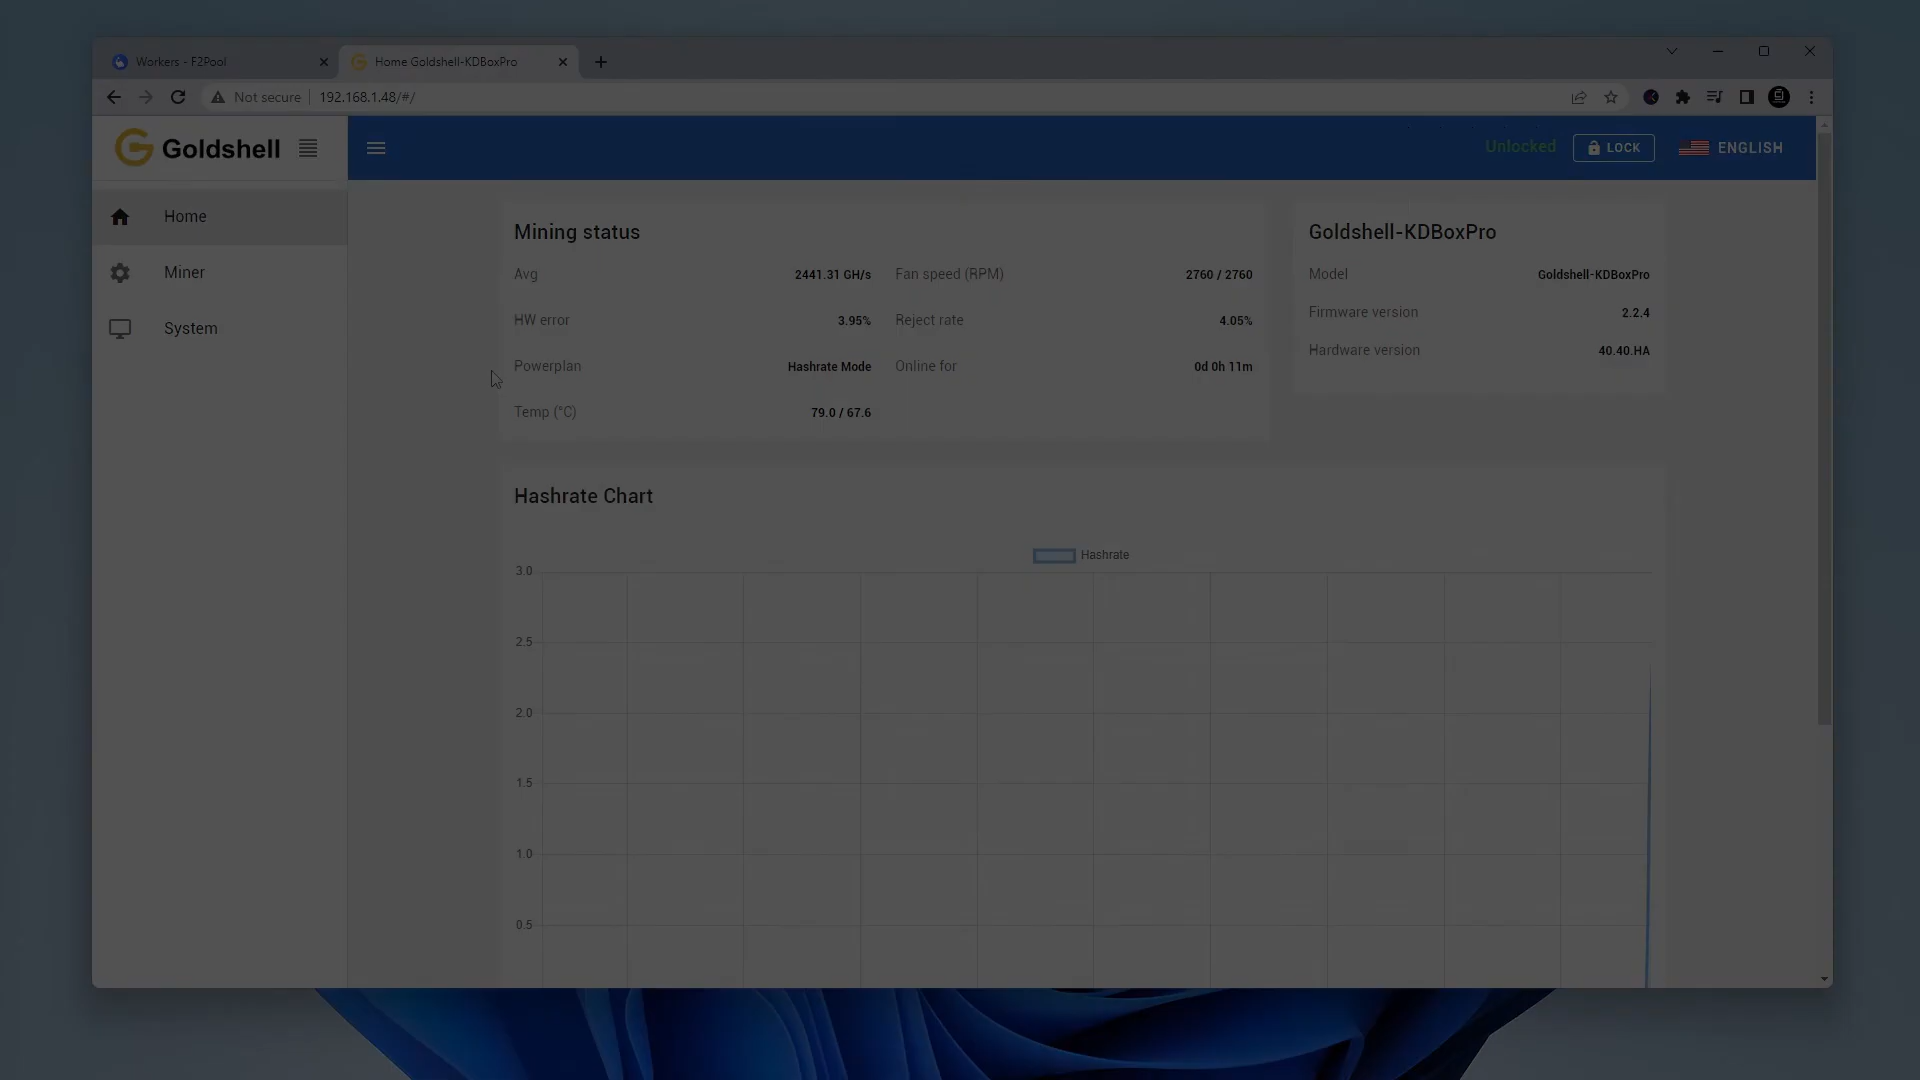 Workers - F2Pool
Home Goldshell-KDBoxPro
Not secure 192.168.1.48/#/
Goldshell
Unlocked
LOCK
ENGLISH
Home
Miner
System
Mining status
Avg 2441.31 GH/s Fan speed (RPM) 2760 / 2760
HW error 3.95% Reject rate 4.05%
Powerplan Hashrate Mode Online for 0d 0h 11m
Temp (°C) 79.0 / 67.6
Goldshell-KDBoxPro
Model Goldshell-KDBoxPro
Firmware version 2.2.4
Hardware version 40.40.HA
Hashrate Chart
Hashrate
3.0
2.5
2.0
1.5
1.0
0.5